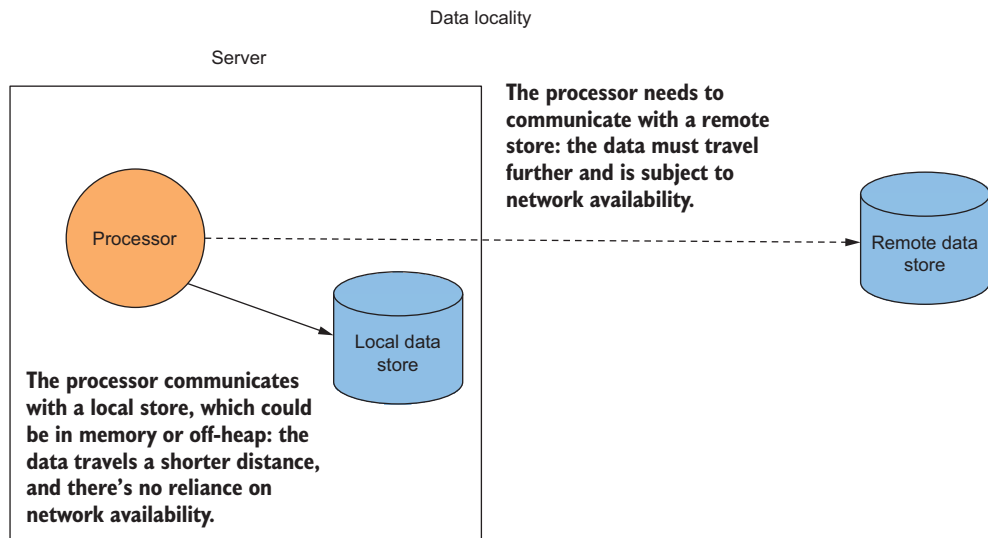 Data locality
Server
The processor needs to
communicate with a remote
store: the data must travel
further and is subject to
network availability.
Processor
Remote data
store
Local data
store
The processor communicates
with a local store, which could
be in memory or off-heap: the
data travels a shorter distance,
and there's no reliance on
network availability.